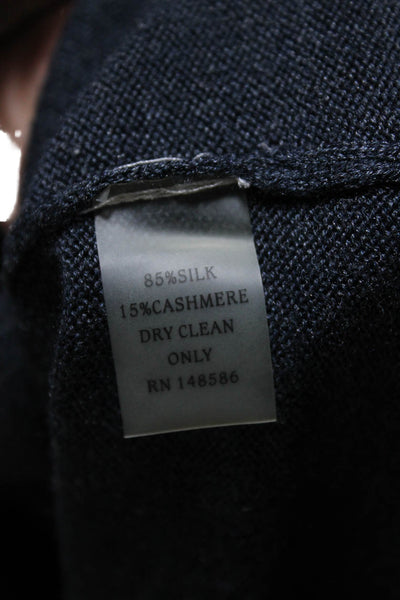 85%SILK
15%CASHMERE
DRY CLEAN
ONLY
RN 148586